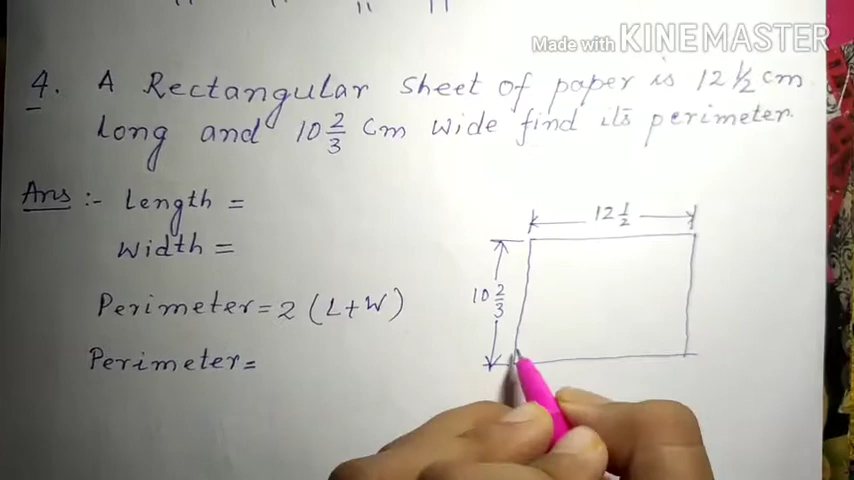 Made with KINEMASTER
4. A Rectangular sheet of paper is 12 1/2 cm
long and 10 2/3 cm wide find its perimeter.
Ans :- Length =
Width =
Perimeter = 2 (L+W)
Perimeter =
12 1/2
10 2/3